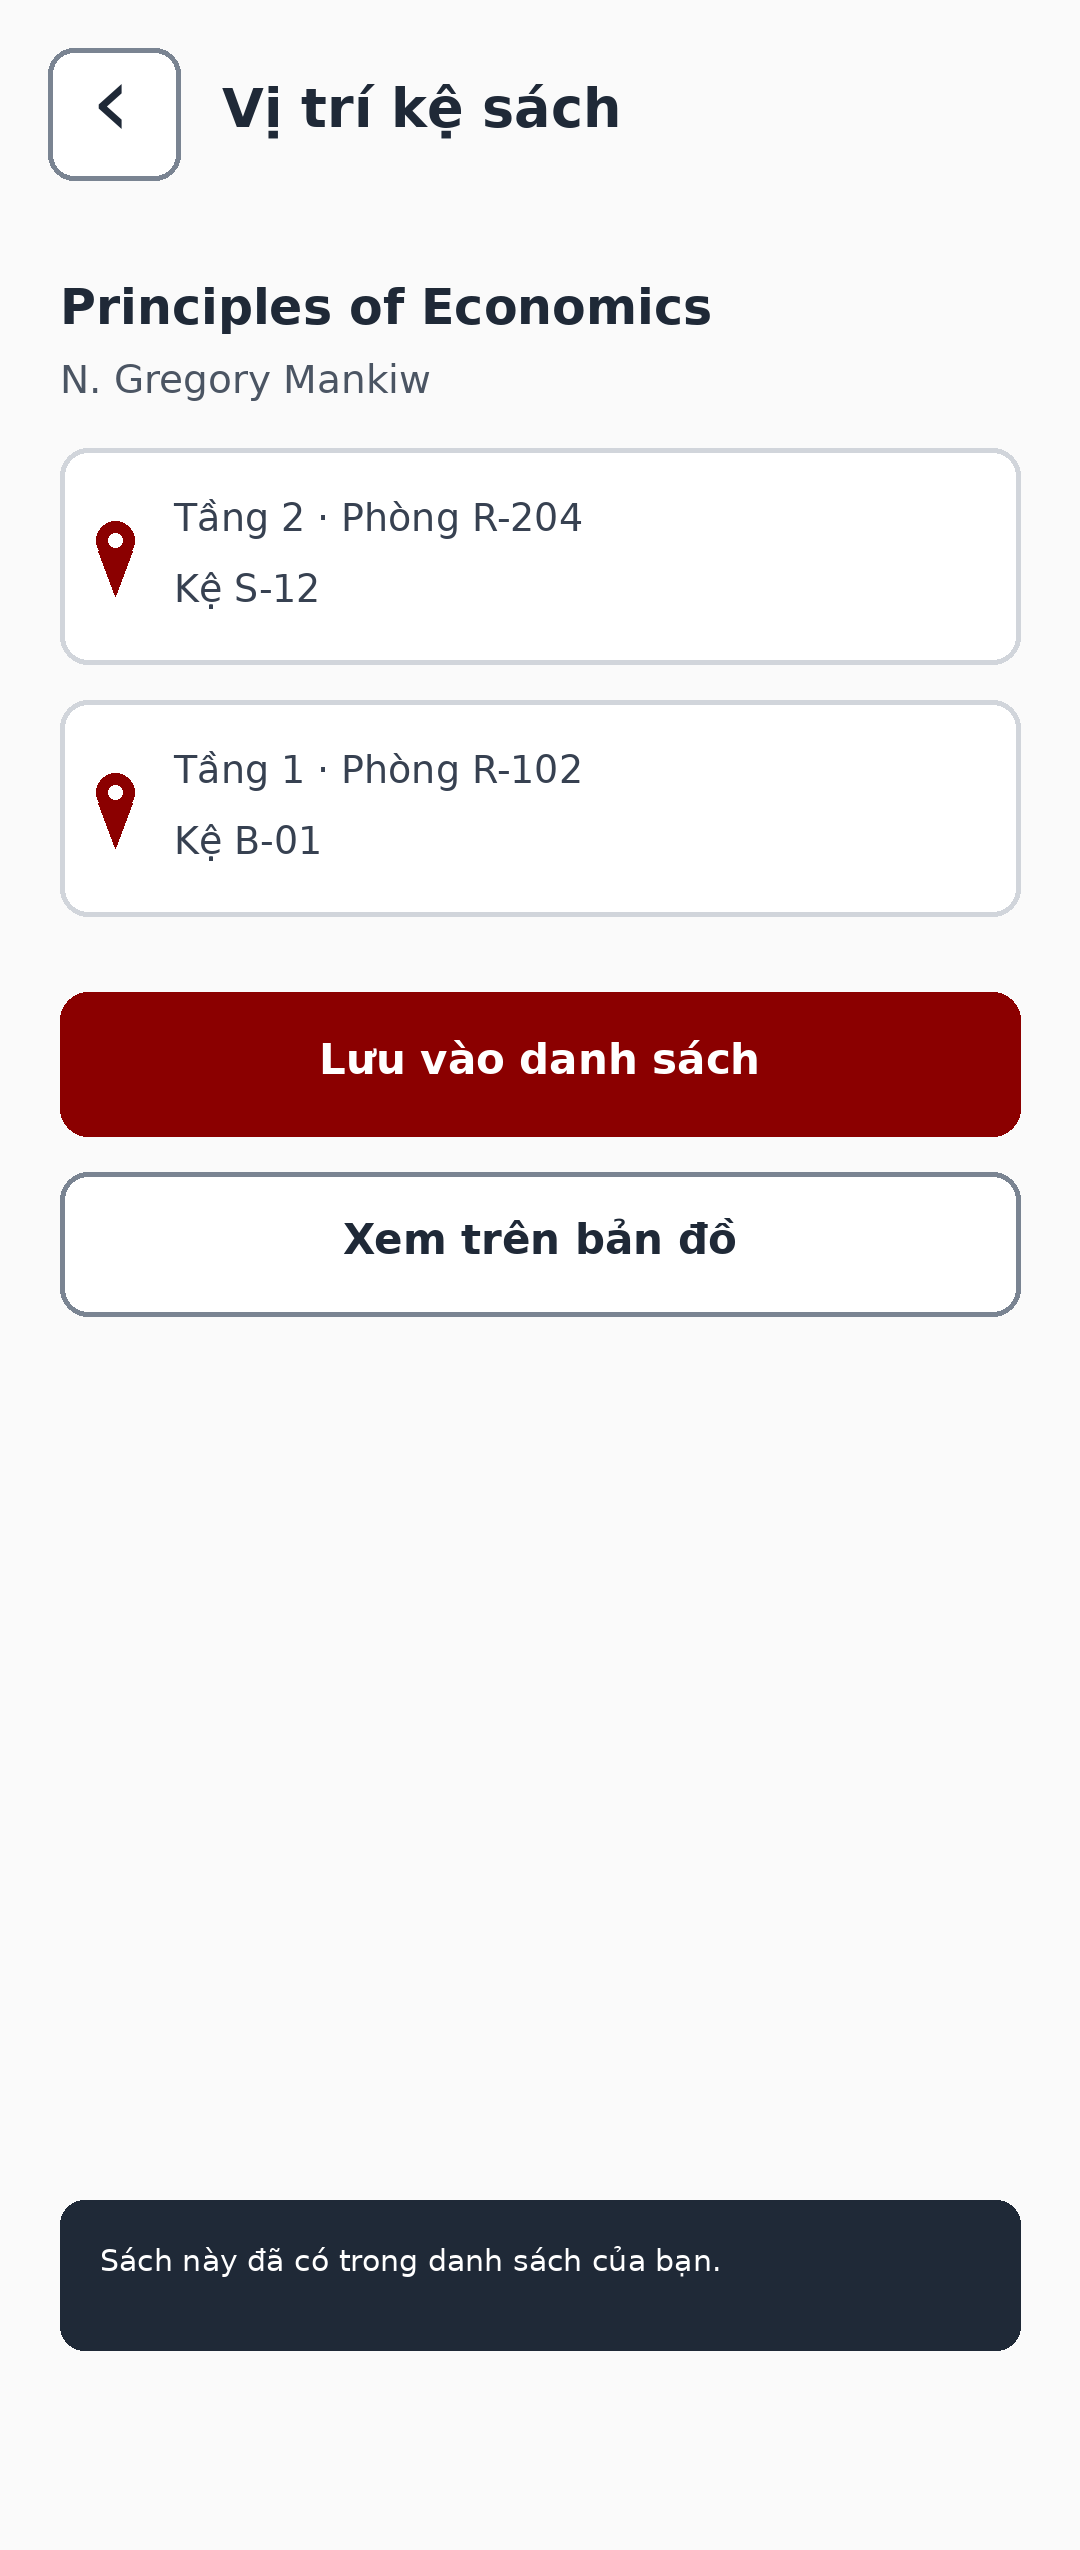 Vị trí kệ sách
Principles of Economics
N. Gregory Mankiw
Tầng 2 · Phòng R-204
Kệ S-12
Tầng 1 · Phòng R-102
Kệ B-01
Lưu vào danh sách
Xem trên bản đồ
Sách này đã có trong danh sách của bạn.